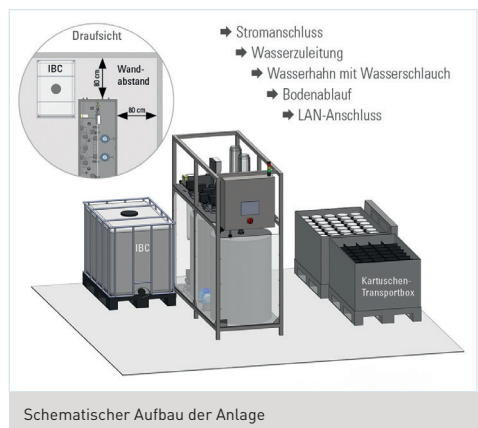 Draufsicht
IBC
80 cm
Wand-
abstand
80 cm
➡ Stromanschluss
➡ Wasserzuleitung
➡ Wasserhahn mit Wasserschlauch
➡ Bodenablauf
➡ LAN-Anschluss
IBC
Kartuschen-
Transportbox
Schematischer Aufbau der Anlage